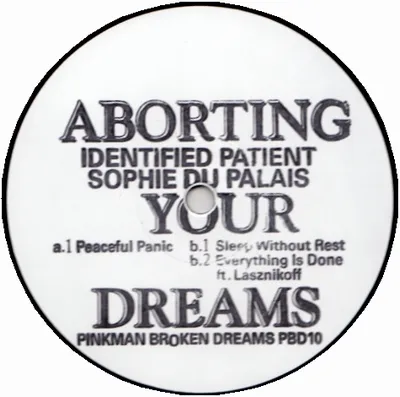 ABORTING
IDENTIFIED PATIENT
SOPHIE DU PALAIS
YOUR
a.1 Peaceful Panic b.1 Sleep Without Rest
b.2 Everything Is Done
ft. Lasznikoff
DREAMS
PINKMAN BROKEN DREAMS PBD10